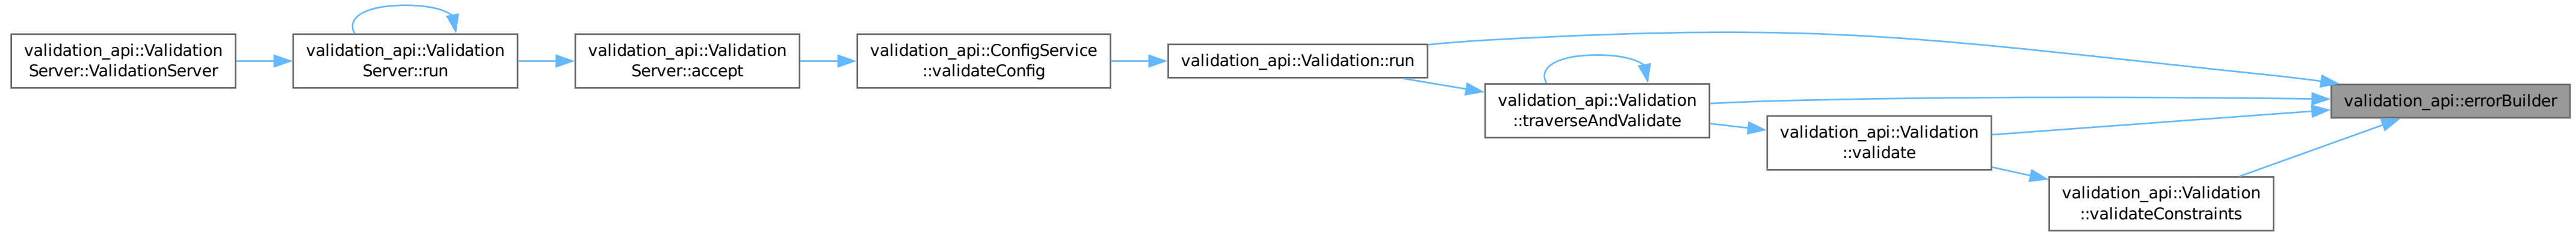 validation_api::Validation
Server::ValidationServer
validation_api::Validation
Server::run
validation_api::Validation
Server::accept
validation_api::ConfigService
::validateConfig
validation_api::Validation::run
validation_api::Validation
::traverseAndValidate
validation_api::Validation
::validate
validation_api::Validation
::validateConstraints
validation_api::errorBuilder